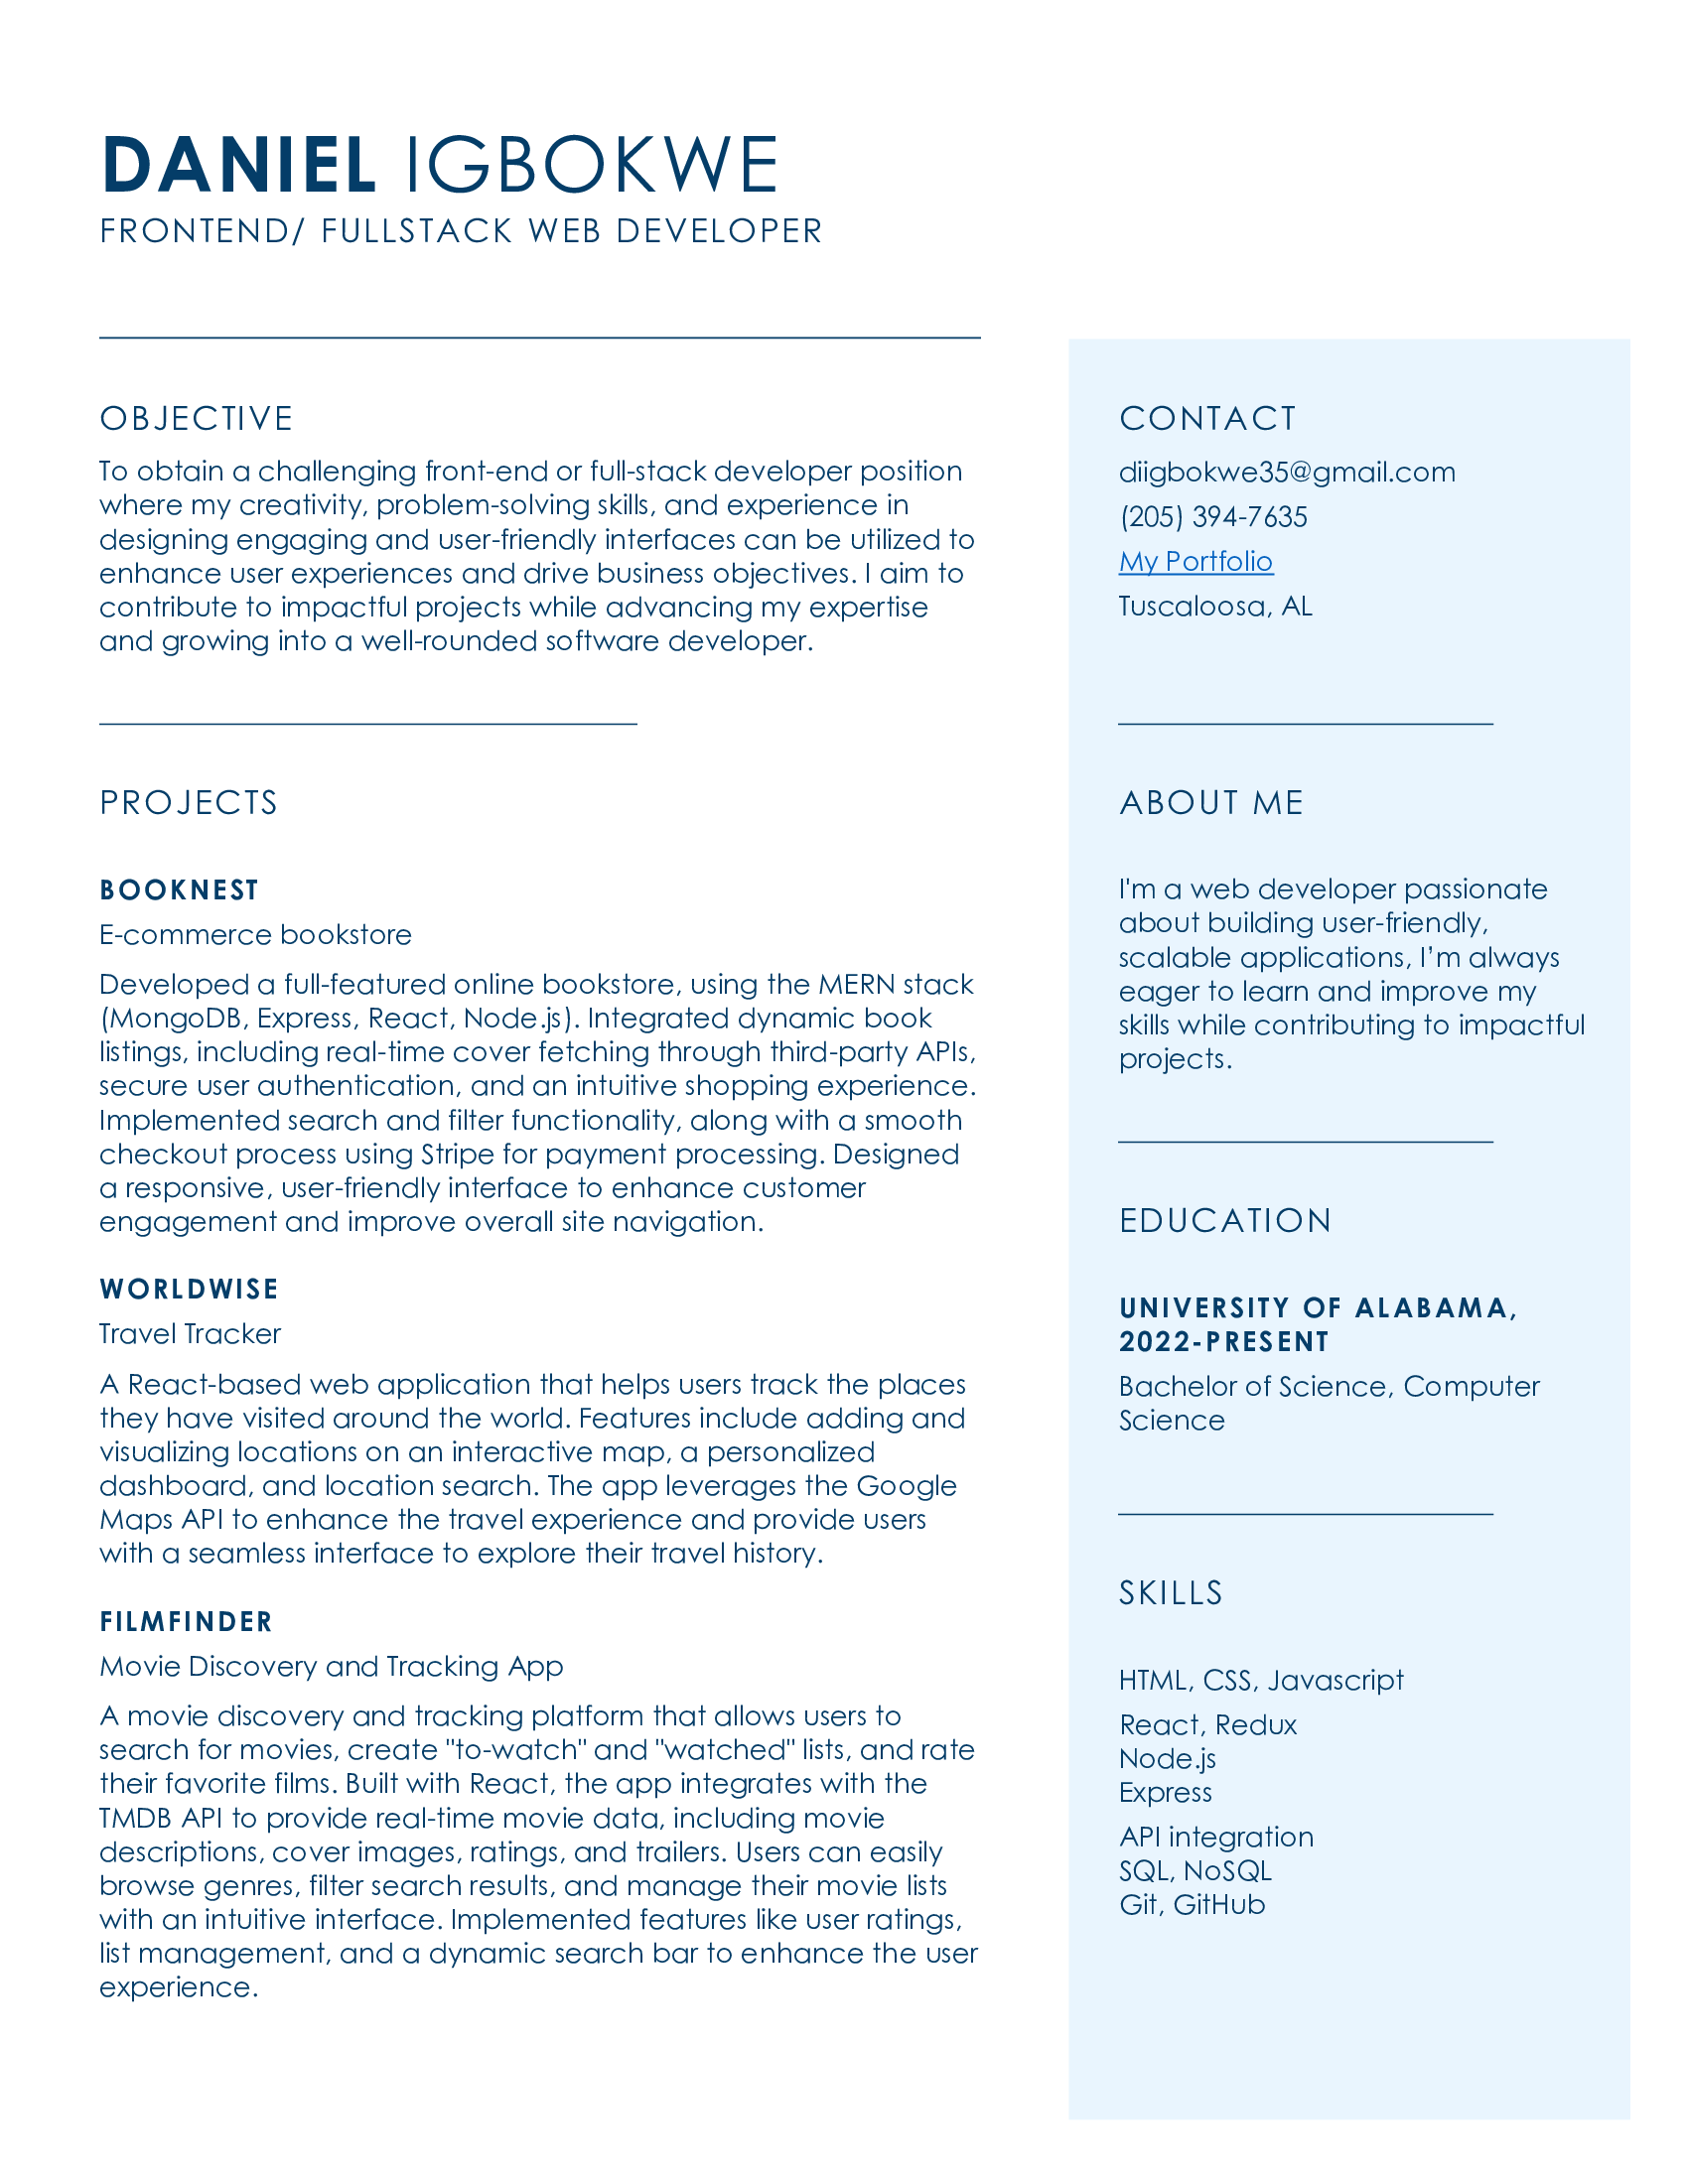 DANIEL IGBOKWE
FRONTEND/ FULLSTACK WEB DEVELOPER
OBJECTIVE
To obtain a challenging front-end or full-stack developer position
where my creativity, problem-solving skills, and experience in
designing engaging and user-friendly interfaces can be utilized to
enhance user experiences and drive business objectives. I aim to
contribute to impactful projects while advancing my expertise
and growing into a well-rounded software developer.
PROJECTS
BOOKNEST
E-commerce bookstore
Developed a full-featured online bookstore, using the MERN stack
(MongoDB, Express, React, Node.js). Integrated dynamic book
listings, including real-time cover fetching through third-party APIs,
secure user authentication, and an intuitive shopping experience.
Implemented search and filter functionality, along with a smooth
checkout process using Stripe for payment processing. Designed
a responsive, user-friendly interface to enhance customer
engagement and improve overall site navigation.
WORLDWISE
Travel Tracker
A React-based web application that helps users track the places
they have visited around the world. Features include adding and
visualizing locations on an interactive map, a personalized
dashboard, and location search. The app leverages the Google
Maps API to enhance the travel experience and provide users
with a seamless interface to explore their travel history.
FILMFINDER
Movie Discovery and Tracking App
A movie discovery and tracking platform that allows users to
search for movies, create "to-watch" and "watched" lists, and rate
their favorite films. Built with React, the app integrates with the
TMDB API to provide real-time movie data, including movie
descriptions, cover images, ratings, and trailers. Users can easily
browse genres, filter search results, and manage their movie lists
with an intuitive interface. Implemented features like user ratings,
list management, and a dynamic search bar to enhance the user
experience.
CONTACT
diigbokwe35@gmail.com
(205) 394-7635
My Portfolio
Tuscaloosa, AL
ABOUT ME
I'm a web developer passionate
about building user-friendly,
scalable applications, I’m always
eager to learn and improve my
skills while contributing to impactful
projects.
EDUCATION
UNIVERSITY OF ALABAMA,
2022-PRESENT
Bachelor of Science, Computer
Science
SKILLS
HTML, CSS, Javascript
React, Redux
Node.js
Express
API integration
SQL, NoSQL
Git, GitHub